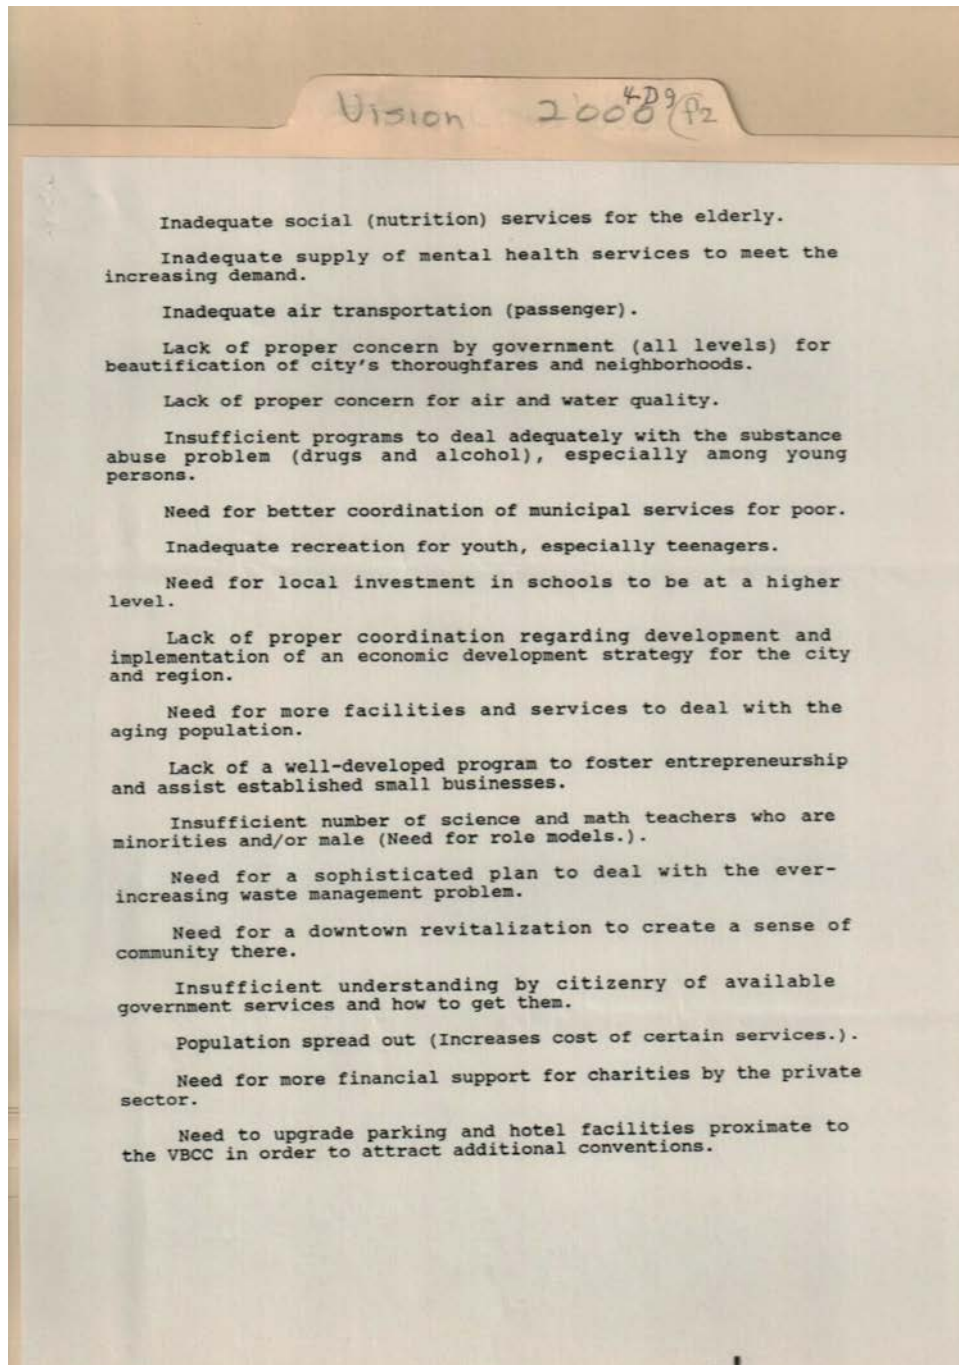 Vision 2000
4D9 P2
Inadequate social (nutrition) services for the elderly.
Inadequate supply of mental health services to meet the
increasing demand.
Inadequate air transportation (passenger).
Lack of proper concern by government (all levels) for
beautification of city's thoroughfares and neighborhoods.
Lack of proper concern for air and water quality.
Insufficient programs to deal adequately with the substance
abuse problem (drugs and alcohol), especially among young
persons.
Need for better coordination of municipal services for poor.
Inadequate recreation for youth, especially teenagers.
Need for local investment in schools to be at a higher
level.
Lack of proper coordination regarding development and
implementation of an economic development strategy for the city
and region.
Need for more facilities and services to deal with the
aging population.
Lack of a well-developed program to foster entrepreneurship
and assist established small businesses.
Insufficient number of science and math teachers who are
minorities and/or male (Need for role models.).
Need for a sophisticated plan to deal with the ever-
increasing waste management problem.
Need for a downtown revitalization to create a sense of
community there.
Insufficient understanding by citizenry of available
government services and how to get them.
Population spread out (Increases cost of certain services.).
Need for more financial support for charities by the private
sector.
Need to upgrade parking and hotel facilities proximate to
the VBCC in order to attract additional conventions.